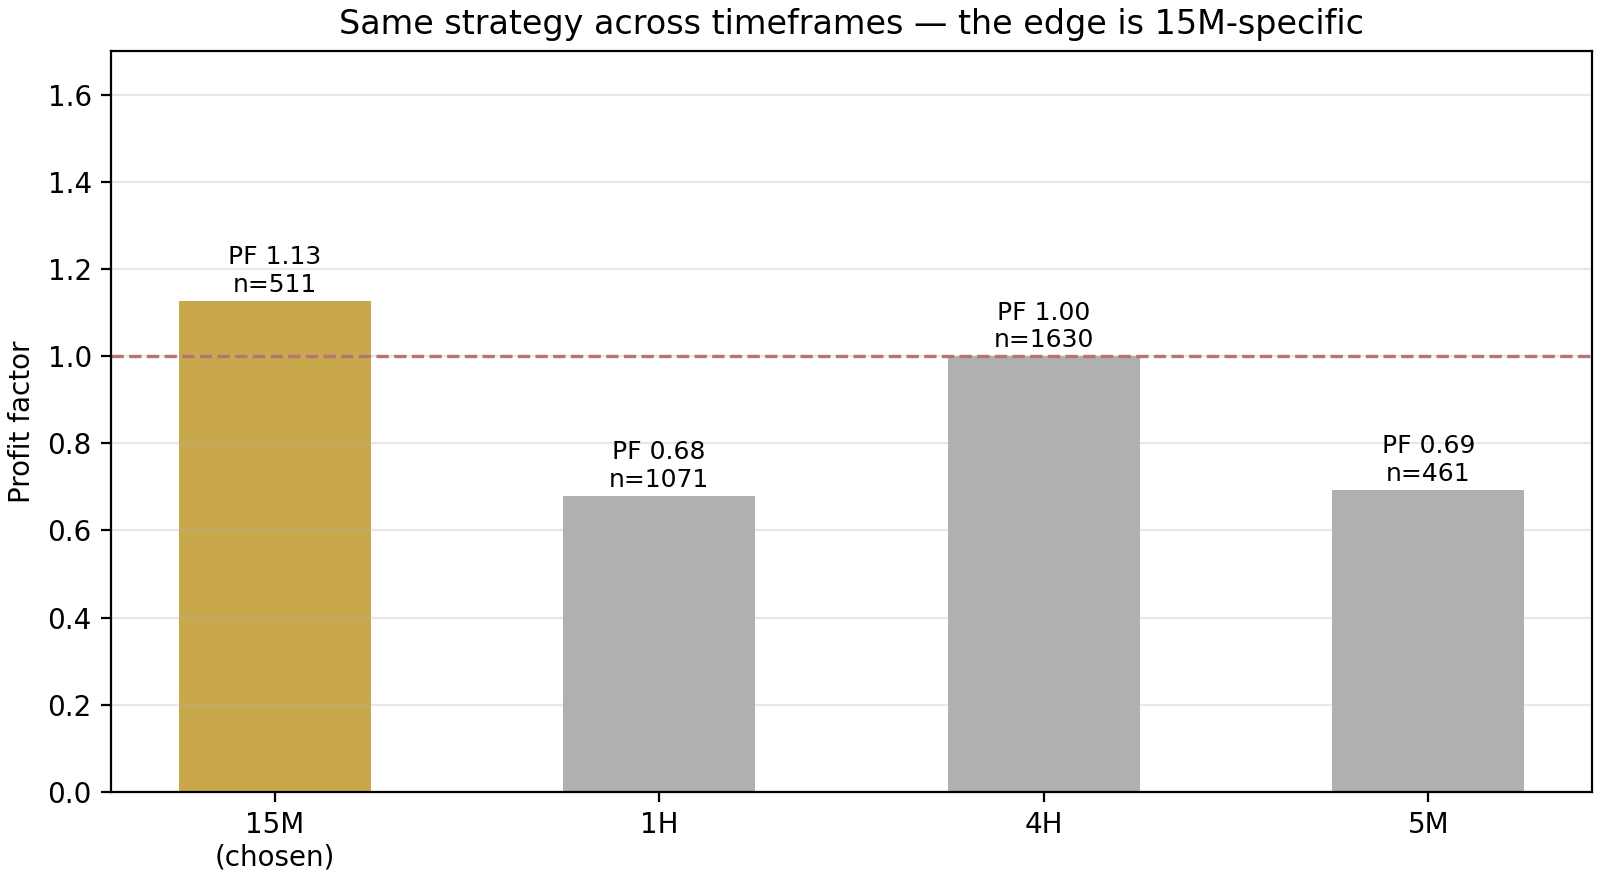 Same strategy across timeframes — the edge is 15M-specific
Profit factor
1.6
1.4
1.2
1.0
0.8
0.6
0.4
0.2
0.0
PF 1.13
n=511
PF 0.68
n=1071
PF 1.00
n=1630
PF 0.69
n=461
15M
(chosen)
1H
4H
5M